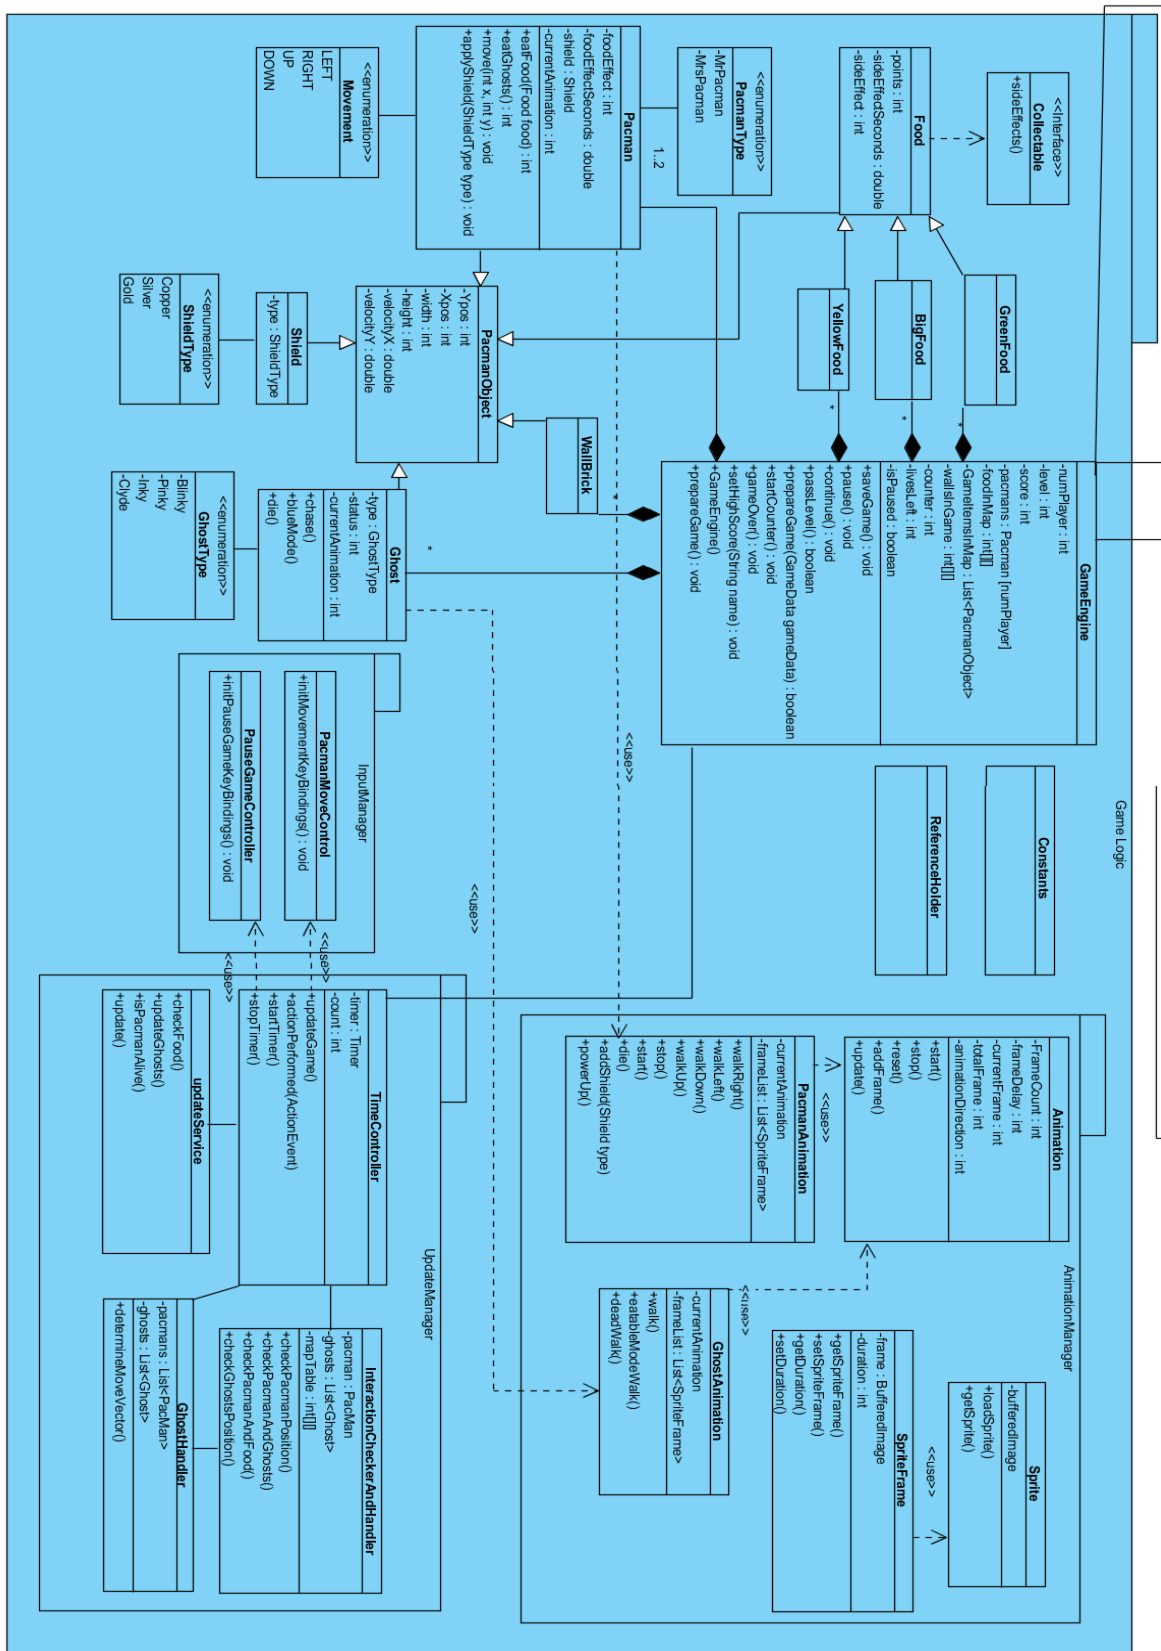 Game Logic
<<Interface>>
Collectable
+sideEffects()
Food
-points : int
-sideEffectSeconds : double
-sideEffect : int
GreenFood
BigFood
YellowFood
*
*
*
<<enumeration>>
PacmanType
-MrPacman
-MrsPacman
1..2
Pacman
-foodEffect : int
-foodEffectSeconds : double
-shield : Shield
-currentAnimation : int
+eatFood(Food food) : int
+eatGhosts() : int
+move(int x, int y) : void
+applyShield(ShieldType type) : void
<<enumeration>>
Movement
LEFT
RIGHT
UP
DOWN
PacmanObject
-Ypos : int
-Xpos : int
-width : int
-height : int
-velocityX : double
-velocityY : double
Shield
-type : ShieldType
<<enumeration>>
ShieldType
Copper
Silver
Gold
WallBrick
*
*
Ghost
-type : GhostType
-status : int
-currentAnimation : int
+chase()
+blueMode()
+die()
<<enumeration>>
GhostType
-Blinky
-Pinky
-Inky
-Clyde
GameEngine
-numPlayer : int
-level : int
-score : int
-pacmans : Pacman [numPlayer]
-foodInMap : int[][]
-GameItemsInMap : List<PacmanObject>
-wallsInGame : int[][]
-counter : int
-livesLeft : int
-isPaused : boolean
+saveGame() : void
+pause() : void
+continue() : void
+passLevel() : boolean
+prepareGame(GameData gameData) : boolean
+startCounter() : void
+gameOver() : void
+setHighScore(String name) : void
+GameEngine()
+prepareGame() : void
Constants
ReferenceHolder
<<use>>
<<use>>
InputManager
PacmanMoveControl
+initMovementKeyBindings() : void
PauseGameController
+initPauseGameKeyBindings() : void
<<use>>
<<use>>
AnimationManager
Animation
-FrameCount : int
-frameDelay : int
-currentFrame : int
-totalFrame : int
-animationDirection : int
+start()
+stop()
+reset()
+addFrame()
+update()
<<use>>
PacmanAnimation
-currentAnimation
-frameList : List<SpriteFrame>
+walkRight()
+walkLeft()
+walkDown()
+walkUp()
+stop()
+start()
+die()
+addShield(Shield type)
+powerUp()
<<use>>
GhostAnimation
-currentAnimation
-frameList : List<SpriteFrame>
+walk()
+eatableModeWalk()
+deadWalk()
Sprite
-bufferedImage
+loadSprite()
+getSprite()
<<use>>
SpriteFrame
-frame : BufferedImage
-duration : int
+getSpriteFrame()
+setSpriteFrame()
+getDuration()
+setDuration()
UpdateManager
TimeController
-timer : Timer
-count : int
+updateGame()
+actionPerformed(ActionEvent)
+startTimer()
+stopTimer()
updateService
+checkFood()
+updateGhosts()
+isPacmanAlive()
+update()
InteractionCheckerAndHandler
-pacman : PacMan
-ghosts : List<Ghost>
-mapTable : int[][]
+checkPacmanPosition()
+checkPacmanAndGhosts()
+checkPacmanAndFood()
+checkGhostsPosition()
GhostHandler
-pacmans : List<PacMan>
-ghosts : List<Ghost>
+determineMoveVector()